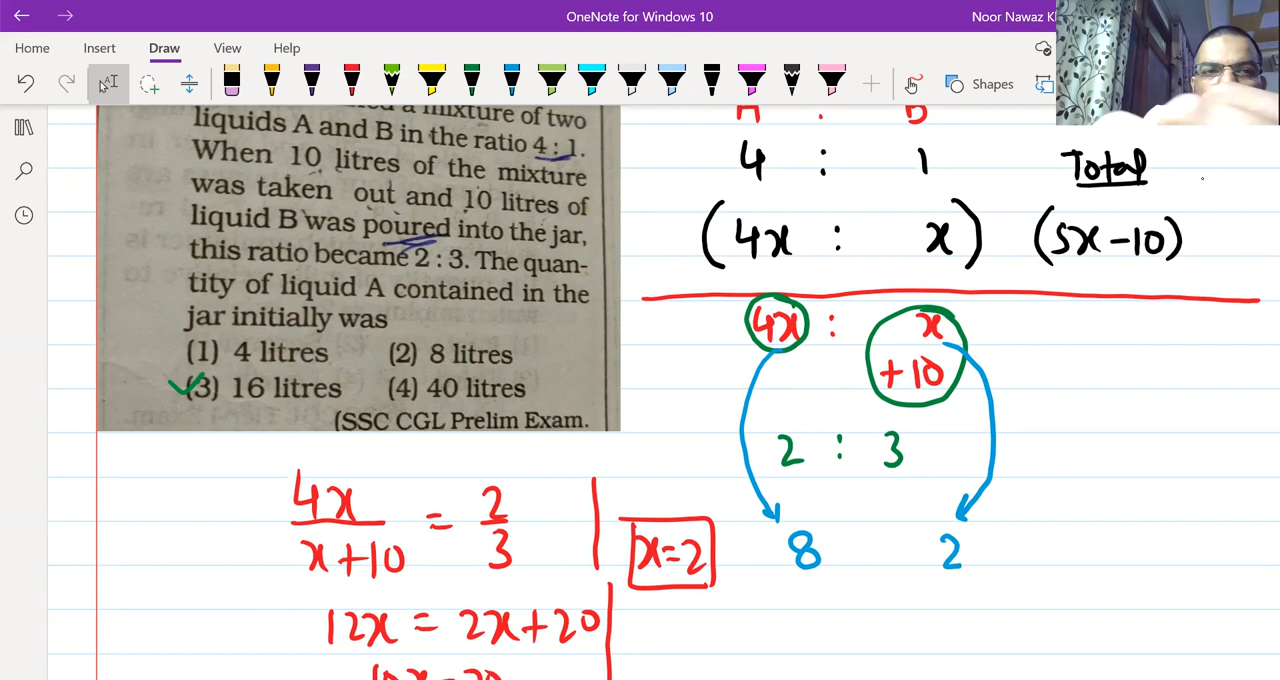 OneNote for Windows 10
Noor Nawaz
Home Insert Draw View Help
Shapes
a mixture of two
liquids A and B in the ratio 4 : 1.
When 10 litres of the mixture
was taken out and 10 litres of
liquid B was poured into the jar,
this ratio became 2 : 3. The quan-
tity of liquid A contained in the
jar initially was
(1) 4 litres (2) 8 litres
(3) 16 litres (4) 40 litres
(SSC CGL Prelim Exam.
A : B
4 : 1 Total
(4x : x) (5x-10)
4x : x
+10
2 : 3
8 2
4x/x+10 = 2/3
x=2
12x = 2x+20